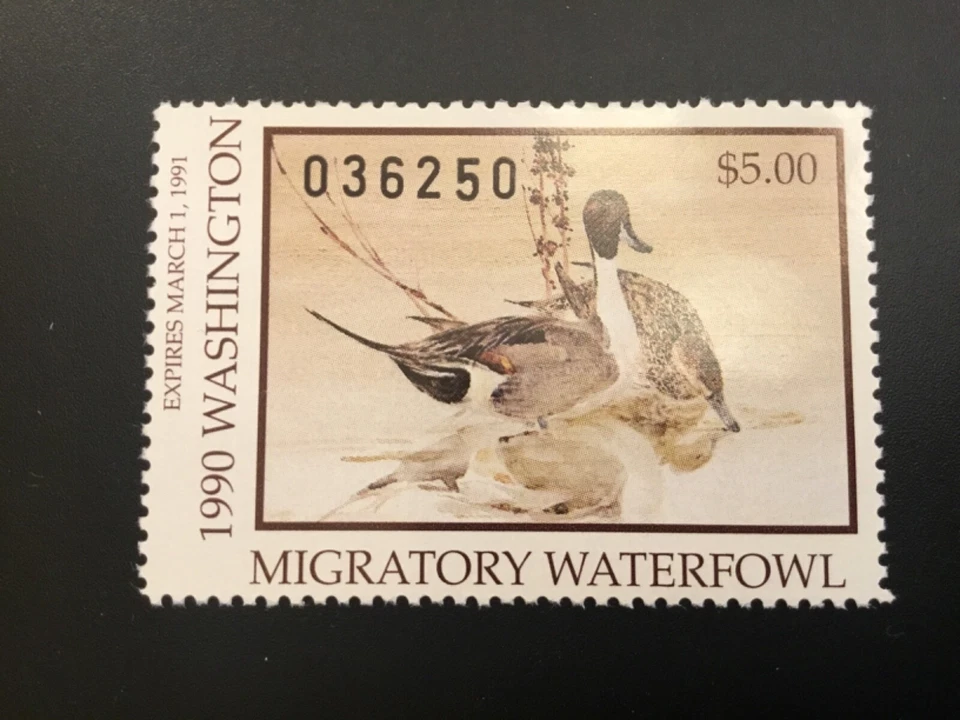 EXPIRES MARCH 1, 1991
1990 WASHINGTON
036250
$5.00
MIGRATORY WATERFOWL